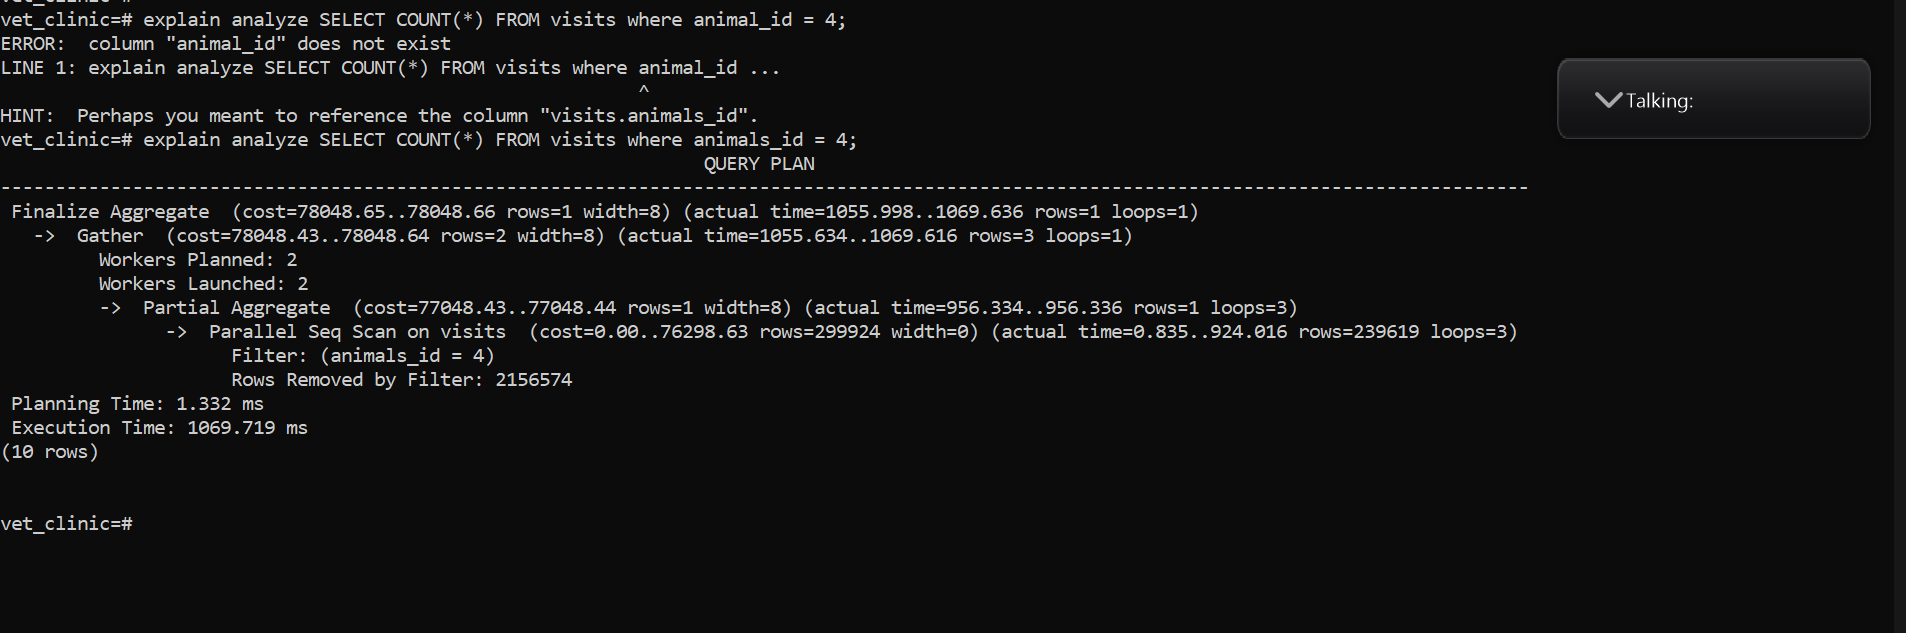 vet_clinic=#
vet_clinic=# explain analyze SELECT COUNT(*) FROM visits where animal_id = 4;
ERROR:  column "animal_id" does not exist
LINE 1: explain analyze SELECT COUNT(*) FROM visits where animal_id ...
                                                          ^
HINT:  Perhaps you meant to reference the column "visits.animals_id".
vet_clinic=# explain analyze SELECT COUNT(*) FROM visits where animals_id = 4;
                                                                QUERY PLAN
-------------------------------------------------------------------------------------------------------------------------------------------
 Finalize Aggregate  (cost=78048.65..78048.66 rows=1 width=8) (actual time=1055.998..1069.636 rows=1 loops=1)
   ->  Gather  (cost=78048.43..78048.64 rows=2 width=8) (actual time=1055.634..1069.616 rows=3 loops=1)
         Workers Planned: 2
         Workers Launched: 2
         ->  Partial Aggregate  (cost=77048.43..77048.44 rows=1 width=8) (actual time=956.334..956.336 rows=1 loops=3)
               ->  Parallel Seq Scan on visits  (cost=0.00..76298.63 rows=299924 width=0) (actual time=0.835..924.016 rows=239619 loops=3)
                     Filter: (animals_id = 4)
                     Rows Removed by Filter: 2156574
 Planning Time: 1.332 ms
 Execution Time: 1069.719 ms
(10 rows)
vet_clinic=#
Talking: